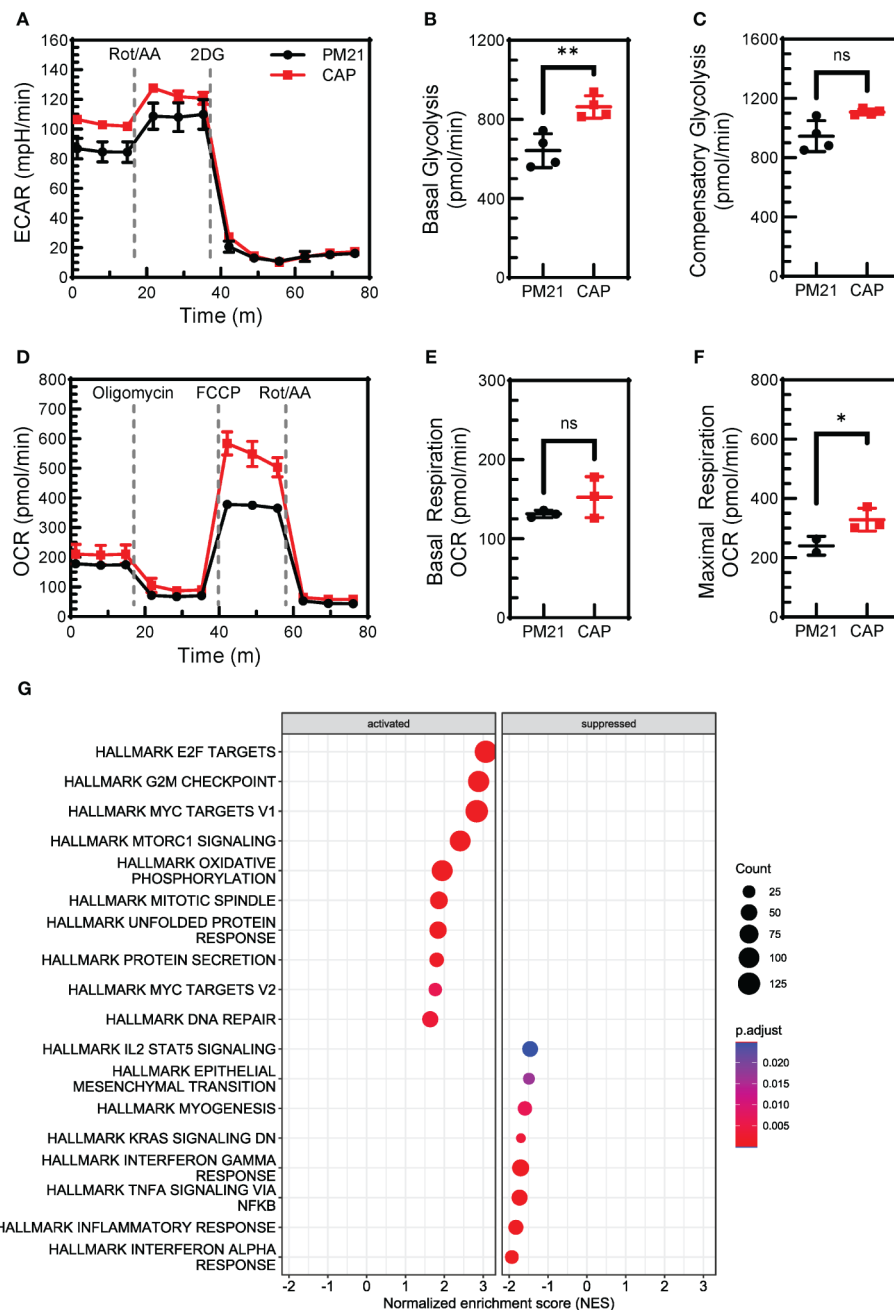 A
ECAR (mpH/min)
160
140
120
100
80
60
40
20
0
Rot/AA
2DG
PM21
CAP
0 20 40 60 80
Time (m)
B
Basal Glycolysis
(pmol/min)
1200
800
400
0
**
PM21 CAP
C
Compensatory Glycolysis
(pmol/min)
1600
1200
800
400
0
ns
PM21 CAP
D
OCR (pmol/min)
800
700
600
500
400
300
200
100
0
Oligomycin FCCP Rot/AA
0 20 40 60 80
Time (m)
E
Basal Respiration
OCR (pmol/min)
300
200
100
0
ns
PM21 CAP
F
Maximal Respiration
OCR (pmol/min)
800
600
400
200
0
*
PM21 CAP
G
activated
suppressed
HALLMARK E2F TARGETS
HALLMARK G2M CHECKPOINT
HALLMARK MYC TARGETS V1
HALLMARK MTORC1 SIGNALING
HALLMARK OXIDATIVE
PHOSPHORYLATION
HALLMARK MITOTIC SPINDLE
HALLMARK UNFOLDED PROTEIN
RESPONSE
HALLMARK PROTEIN SECRETION
HALLMARK MYC TARGETS V2
HALLMARK DNA REPAIR
HALLMARK IL2 STAT5 SIGNALING
HALLMARK EPITHELIAL
MESENCHYMAL TRANSITION
HALLMARK MYOGENESIS
HALLMARK KRAS SIGNALING DN
HALLMARK INTERFERON GAMMA
RESPONSE
HALLMARK TNFA SIGNALING VIA
NFKB
HALLMARK INFLAMMATORY RESPONSE
HALLMARK INTERFERON ALPHA
RESPONSE
-2 -1 0 1 2 3
-2 -1 0 1 2 3
Normalized enrichment score (NES)
Count
25
50
75
100
125
p.adjust
0.020
0.015
0.010
0.005